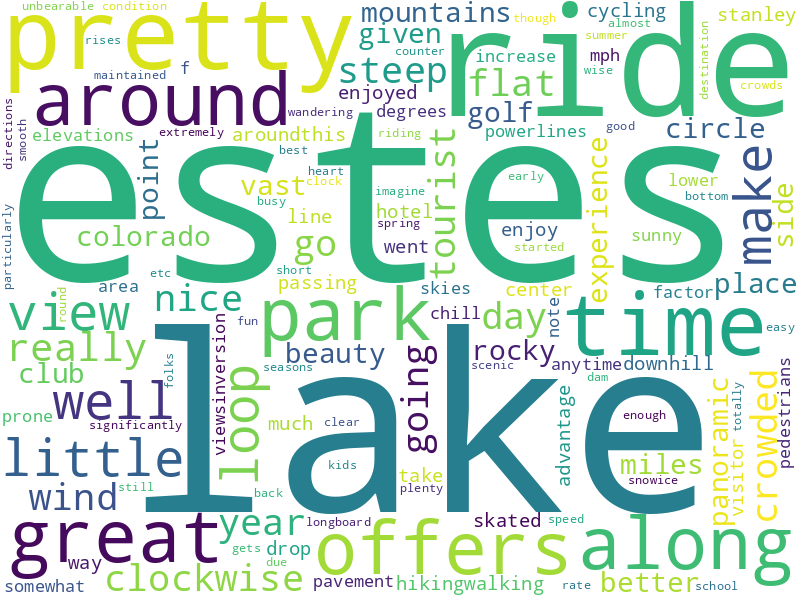 unbearable condition
pretty
mountains
though
cycling
stanley
rises
f
given
counter
almost
ride
maintained
steep
increase
mph
summer
wise
destination
flat
crowds
around
enjoyed
golf
wandering
degrees
directions
smooth
elevations
extremely
aroundthis
riding
powerlines
good
circle
estes
best
heart
point
vast
clock
imagine
tourist
early
experience
lower
make
side
busy
line
hotel
bottom
colorado
spring
enjoy
sunny
particularly
go
went
started
etc
short
passing
skies
center
area
factor
place
view
round
nice
park
chill
day
note
time
easy
really
fun
viewsinversion
beauty
going
rocky
scenic
anytime
downhill
club
folks
loop
seasons
dam
panoramic
crowded
pedestrians
well
lake
advantage
visitor
totally
prone
significantly
much
clear
enough
little
kids
take
miles
wind
still
back
plenty
snowice
great
year
longboard
skated
speed
along
way
gets
drop
due
offers
somewhat
clockwise
pavement
hikingwalking
rate
better
school